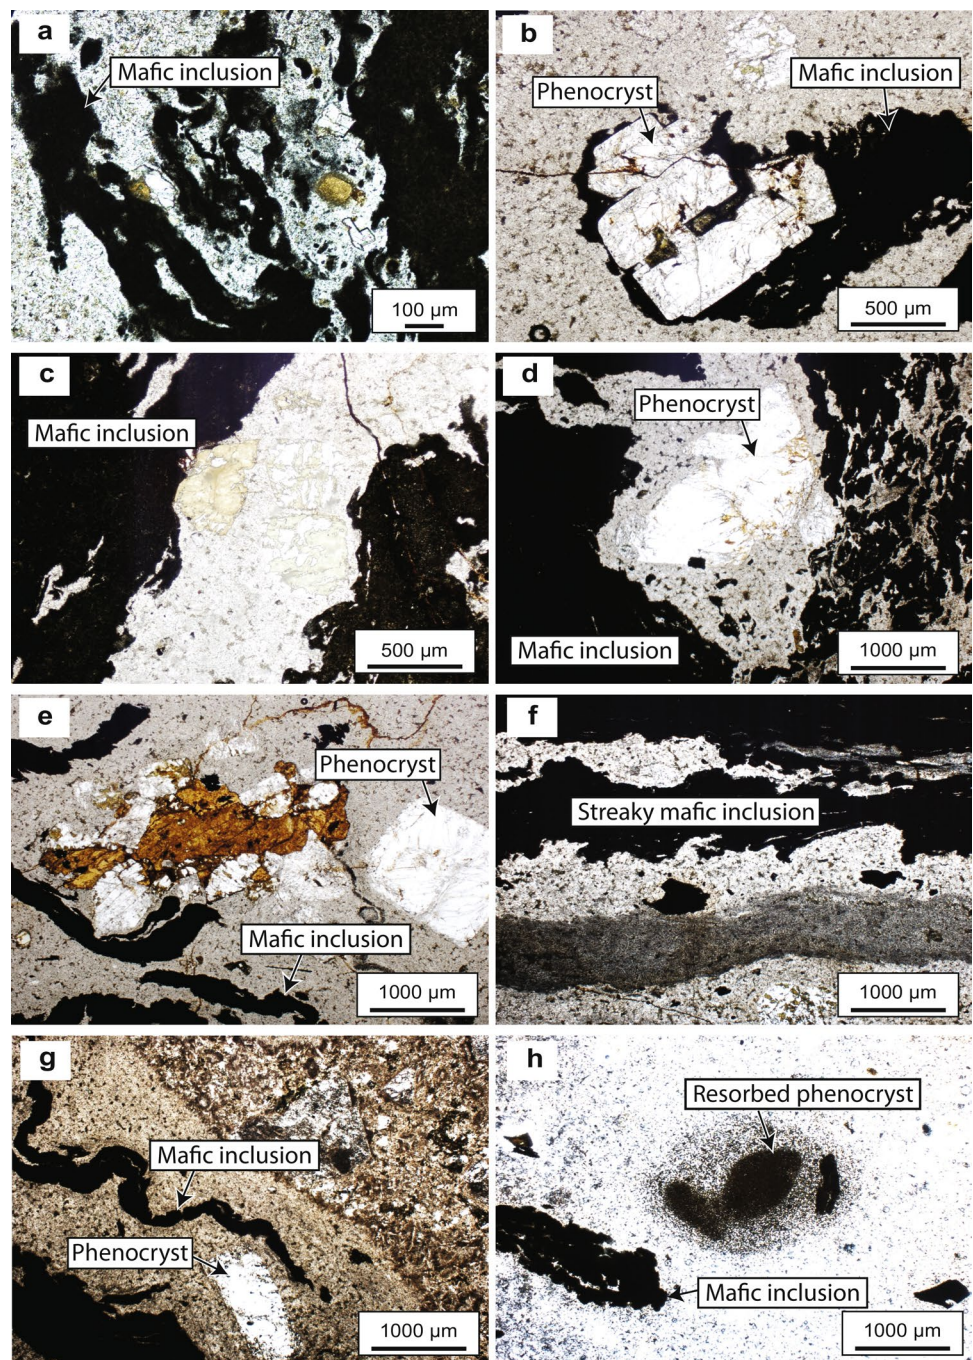 a
Mafic inclusion
100 µm
b
Mafic inclusion
Phenocryst
500 µm
c
Mafic inclusion
500 µm
d
Phenocryst
Mafic inclusion
1000 µm
e
Phenocryst
Mafic inclusion
1000 µm
f
Streaky mafic inclusion
1000 µm
g
Mafic inclusion
Phenocryst
1000 µm
h
Resorbed phenocryst
Mafic inclusion
1000 µm